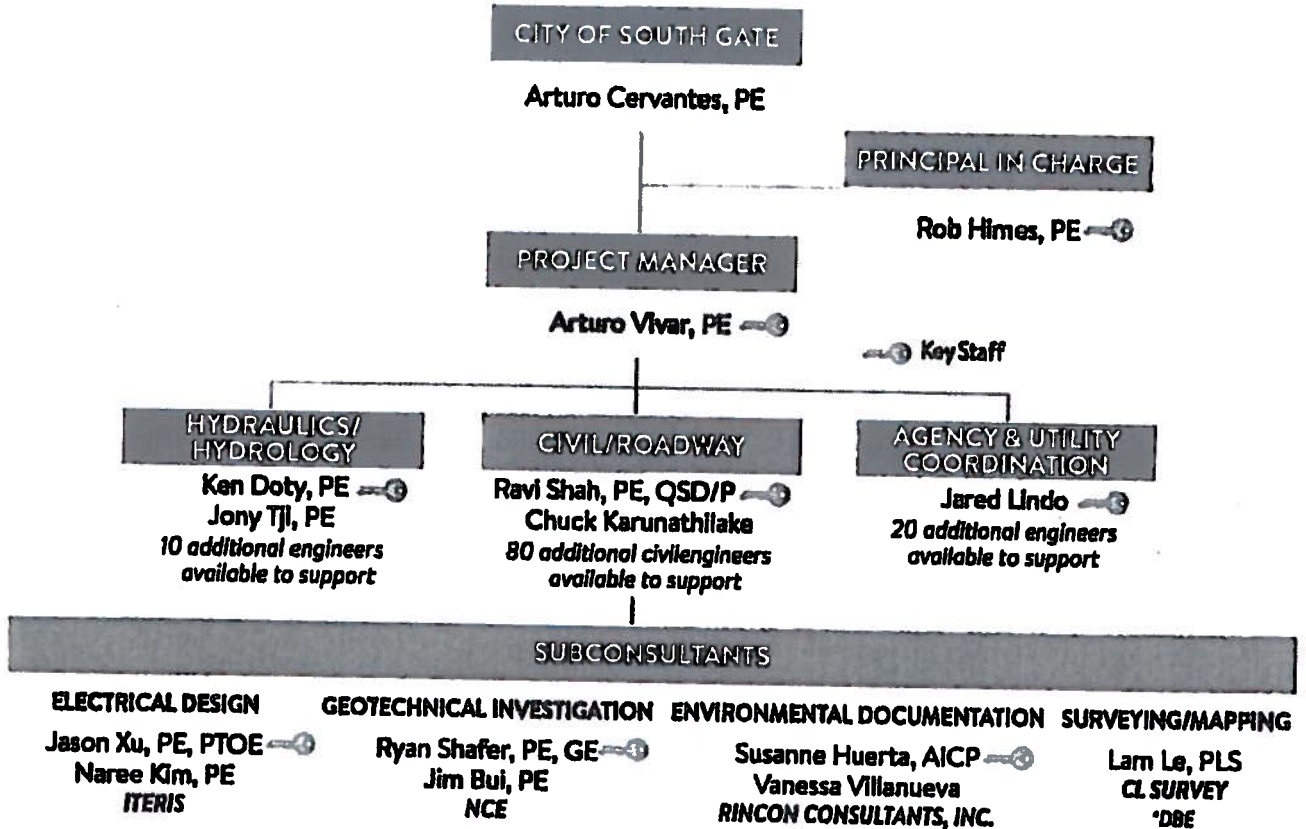 CITY OF SOUTH GATE
Arturo Cervantes, PE
PRINCIPAL IN CHARGE
Rob Himes, PE
PROJECT MANAGER
Arturo Vivar, PE
Key Staff
HYDRAULICS/
HYDROLOGY
Ken Doty, PE
Jony Tji, PE
10 additional engineers
available to support
CIVIL/ROADWAY
Ravi Shah, PE, QSD/P
Chuck Karunathilake
80 additional civilengineers
available to support
AGENCY & UTILITY
COORDINATION
Jared Lindo
20 additional engineers
available to support
SUBCONSULTANTS
ELECTRICAL DESIGN
Jason Xu, PE, PTOE
Naree Kim, PE
ITERIS
GEOTECHNICAL INVESTIGATION
Ryan Shafer, PE, GE
Jim Bui, PE
NCE
ENVIRONMENTAL DOCUMENTATION
Susanne Huerta, AICP
Vanessa Villanueva
RINCON CONSULTANTS, INC.
SURVEYING/MAPPING
Lam Le, PLS
CL SURVEY
*DBE